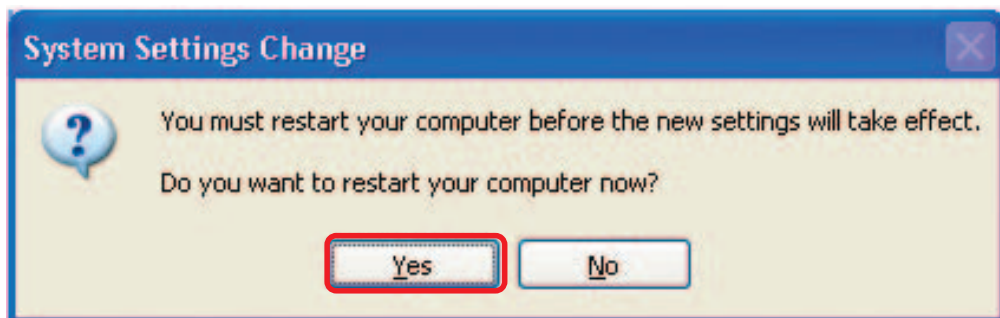 System Settings Change
You must restart your computer before the new settings will take effect.
Do you want to restart your computer now?
Yes
No